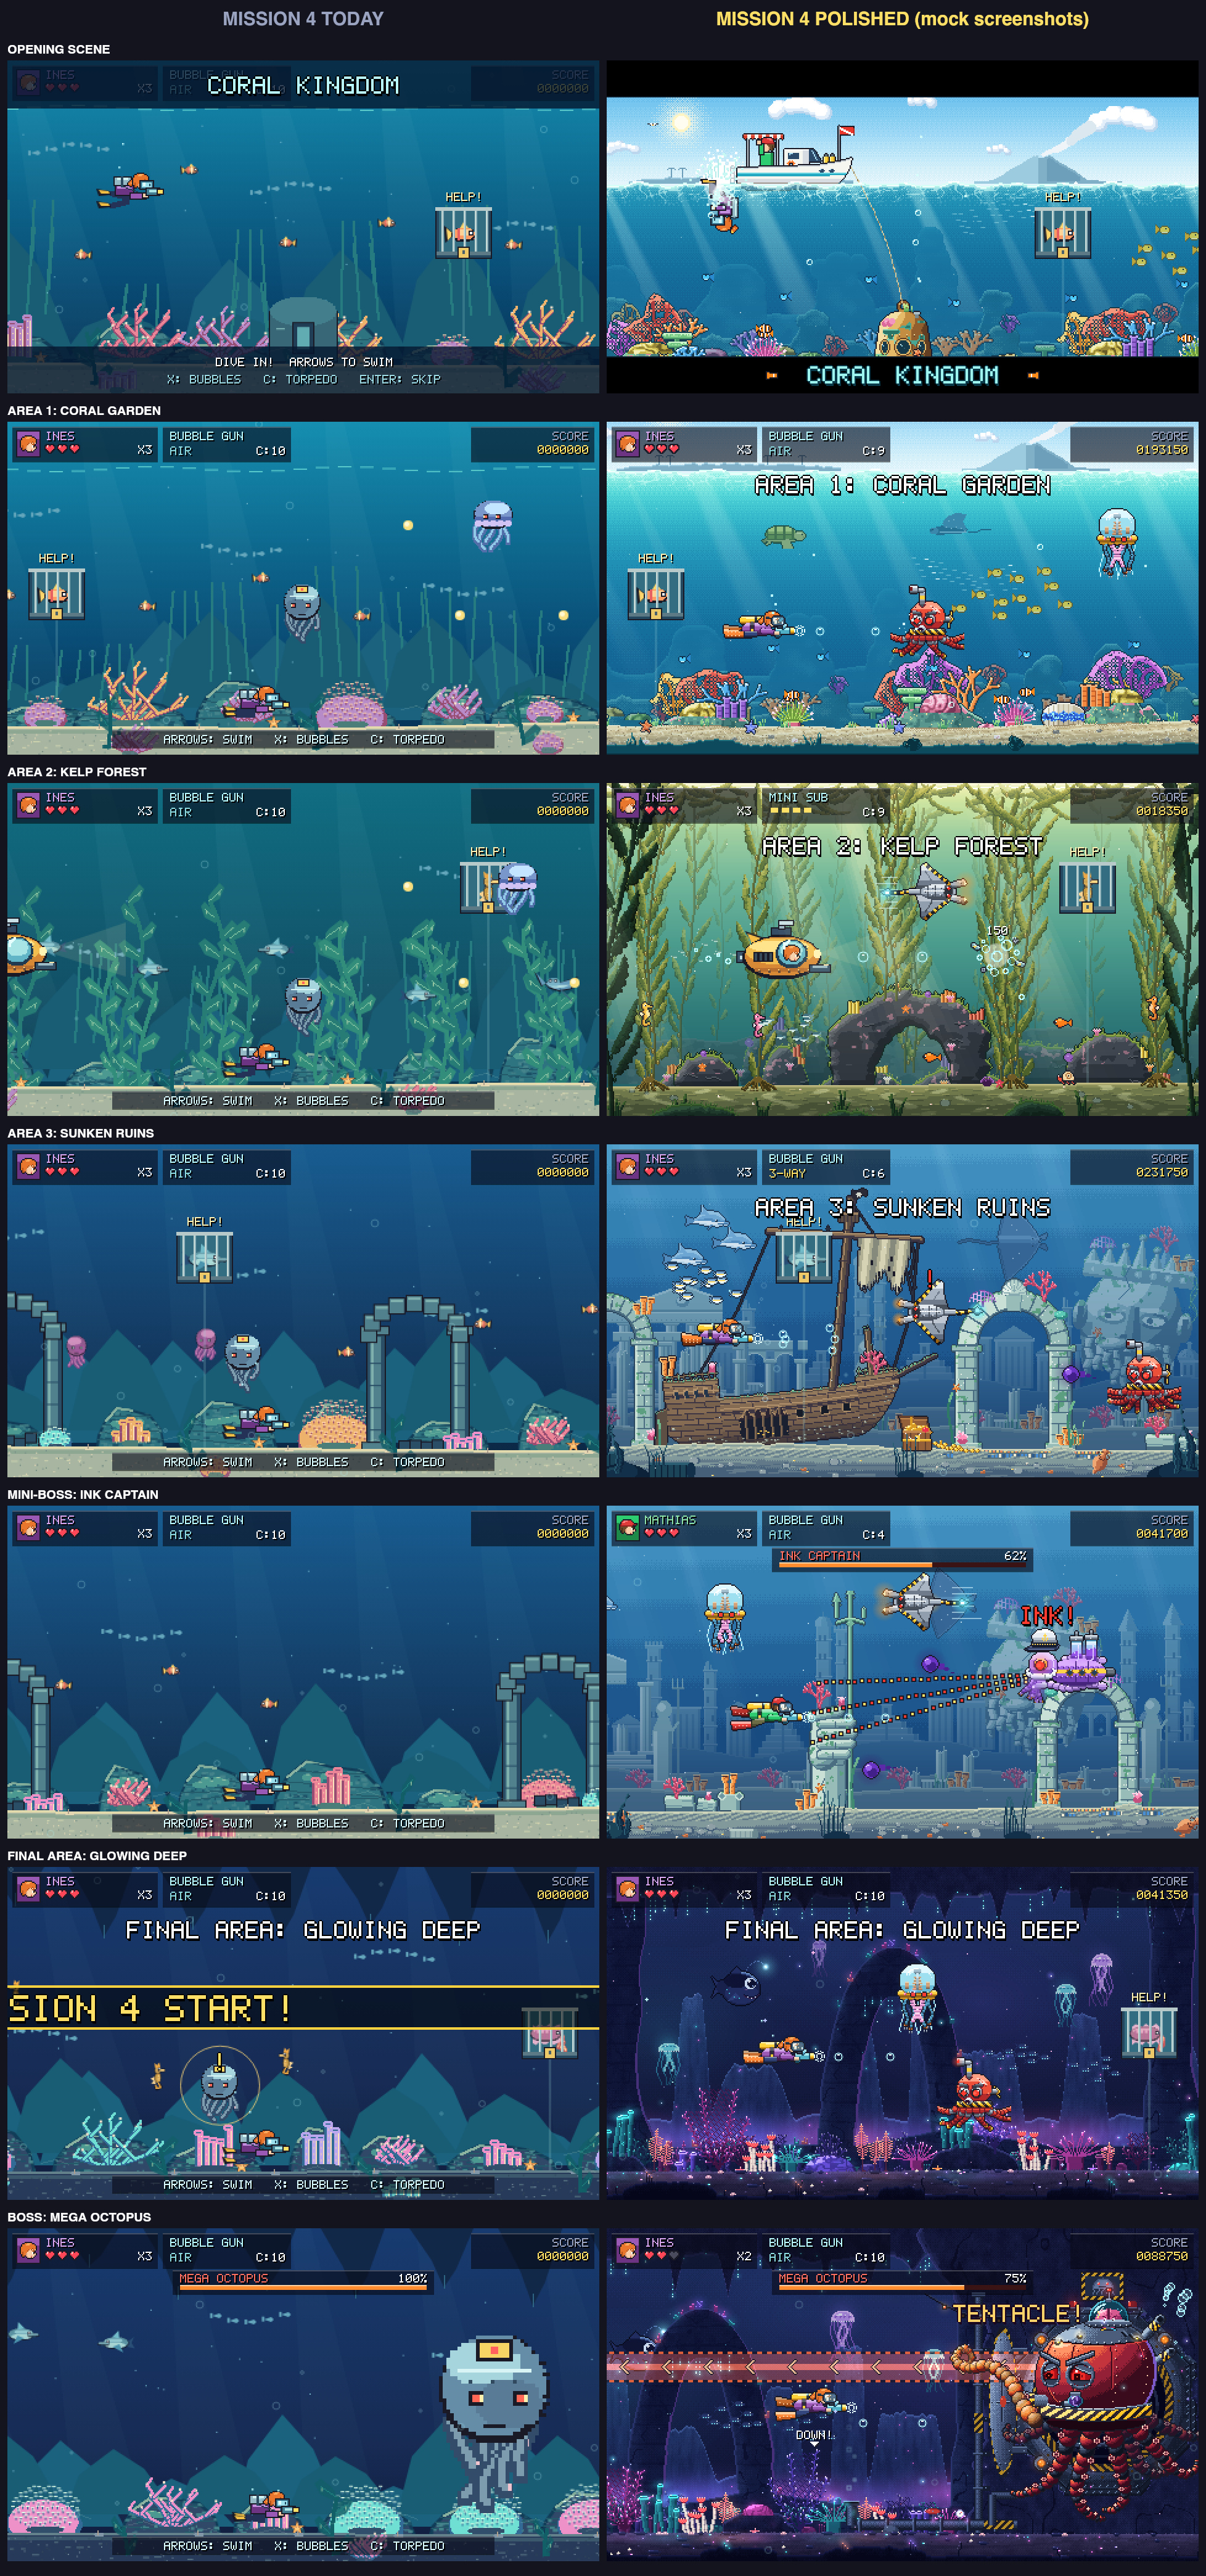 MISSION 4 TODAY
MISSION 4 POLISHED (mock screenshots)
OPENING SCENE
INES
X3
BUBBLE GUN
AIR
SCORE
0000000
CORAL KINGDOM
HELP!
DIVE IN! ARROWS TO SWIM
X: BUBBLES C: TORPEDO ENTER: SKIP
HELP!
CORAL KINGDOM
AREA 1: CORAL GARDEN
INES
X3
BUBBLE GUN
AIR C:10
SCORE
0000000
HELP!
ARROWS: SWIM X: BUBBLES C: TORPEDO
INES
X3
BUBBLE GUN
AIR C:9
SCORE
0193150
AREA 1: CORAL GARDEN
HELP!
AREA 2: KELP FOREST
INES
X3
BUBBLE GUN
AIR C:10
SCORE
0000000
HELP!
ARROWS: SWIM X: BUBBLES C: TORPEDO
INES
X3
MINI SUB
C:9
SCORE
0018350
AREA 2: KELP FOREST
HELP!
150
AREA 3: SUNKEN RUINS
INES
X3
BUBBLE GUN
AIR C:10
SCORE
0000000
HELP!
ARROWS: SWIM X: BUBBLES C: TORPEDO
INES
X3
BUBBLE GUN
3-WAY C:6
SCORE
0231750
AREA 3: SUNKEN RUINS
HELP!
!
MINI-BOSS: INK CAPTAIN
INES
X3
BUBBLE GUN
AIR C:10
SCORE
0000000
ARROWS: SWIM X: BUBBLES C: TORPEDO
MATHIAS
X3
BUBBLE GUN
AIR C:4
SCORE
0041700
INK CAPTAIN 62%
INK!
FINAL AREA: GLOWING DEEP
INES
X3
BUBBLE GUN
AIR C:10
SCORE
0000000
FINAL AREA: GLOWING DEEP
SION 4 START!
!
ARROWS: SWIM X: BUBBLES C: TORPEDO
INES
X3
BUBBLE GUN
AIR C:10
SCORE
0041350
FINAL AREA: GLOWING DEEP
HELP!
BOSS: MEGA OCTOPUS
INES
X3
BUBBLE GUN
AIR C:10
SCORE
0000000
MEGA OCTOPUS 100%
ARROWS: SWIM X: BUBBLES C: TORPEDO
INES
X2
BUBBLE GUN
AIR C:10
SCORE
0088750
MEGA OCTOPUS 75%
TENTACLE!
DOWN!